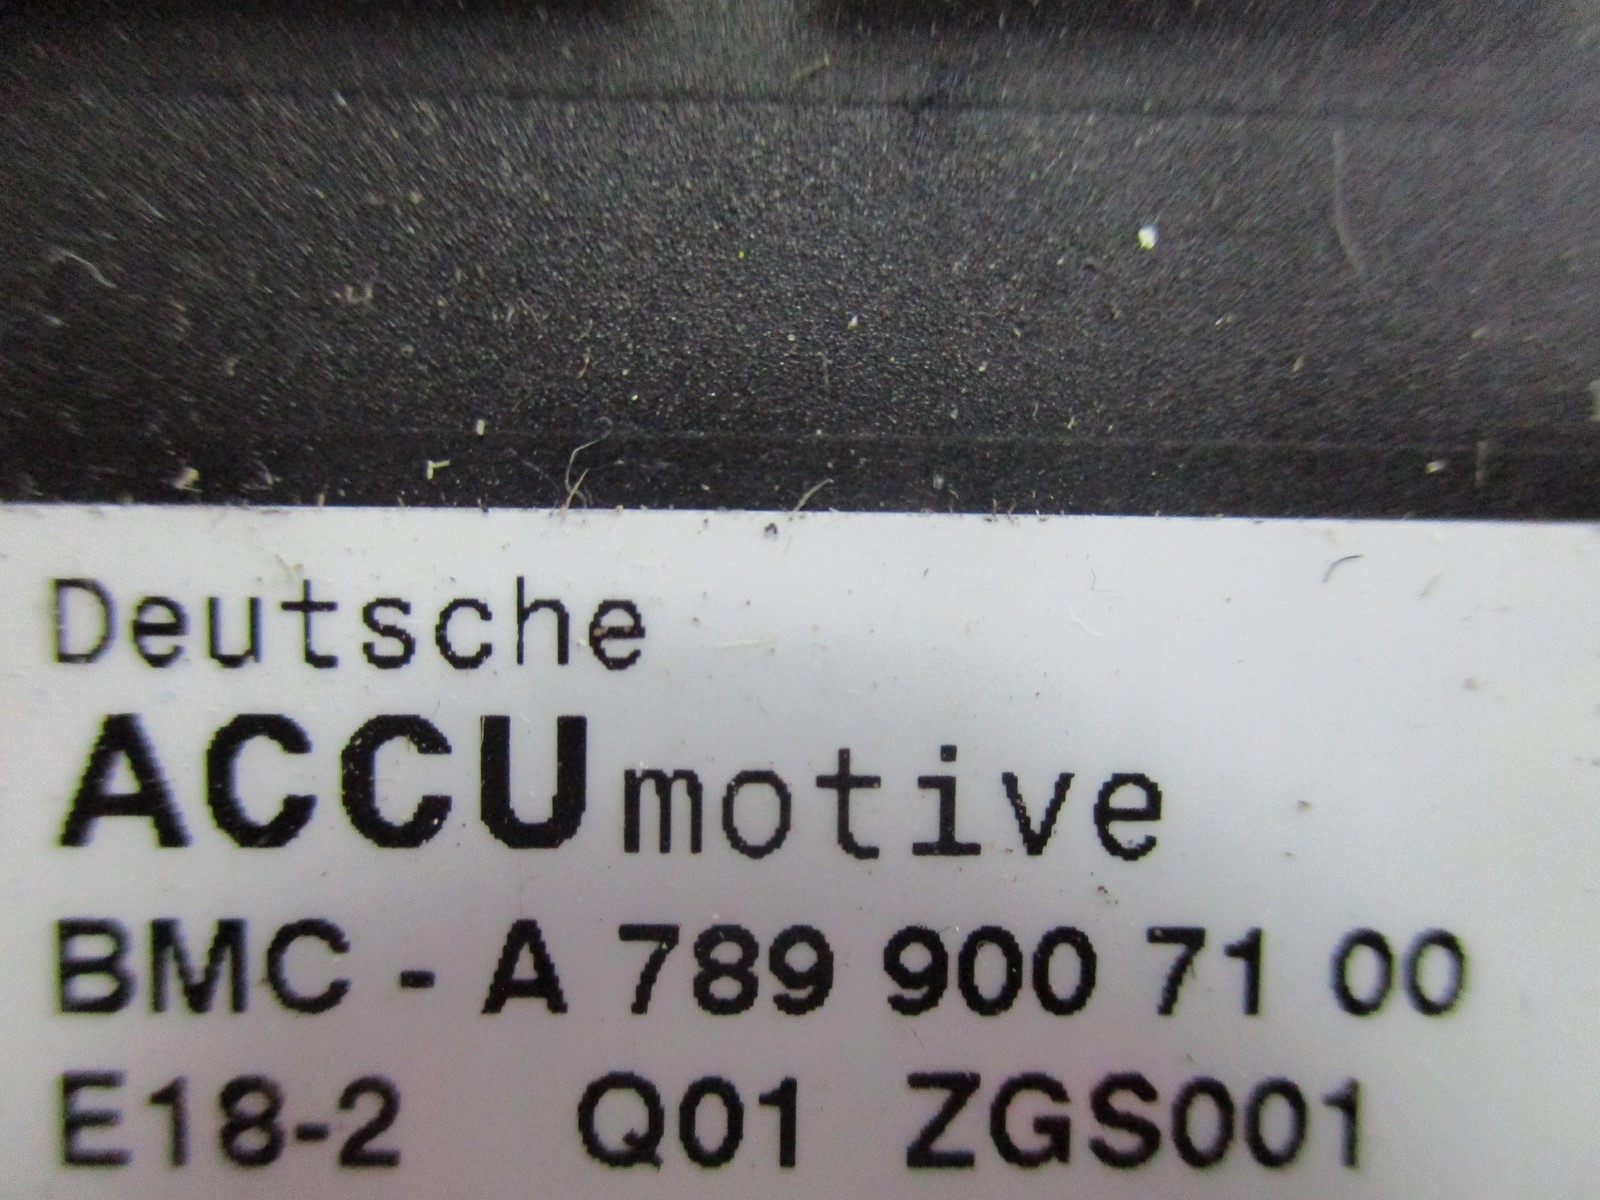 Deutsche
ACCUmotive
BMC - A 789 900 71 00
E18-2 Q01 ZGS001